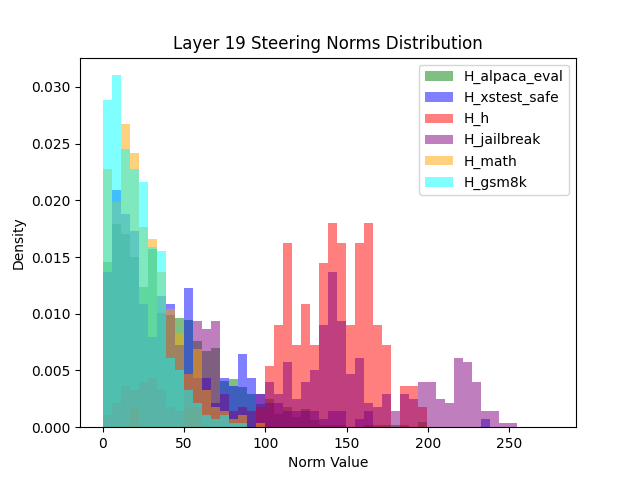 Layer 19 Steering Norms Distribution
H_alpaca_eval
H_xstest_safe
H_h
H_jailbreak
H_math
H_gsm8k
Density
0.030
0.025
0.020
0.015
0.010
0.005
0.000
0
50
100
150
200
250
Norm Value